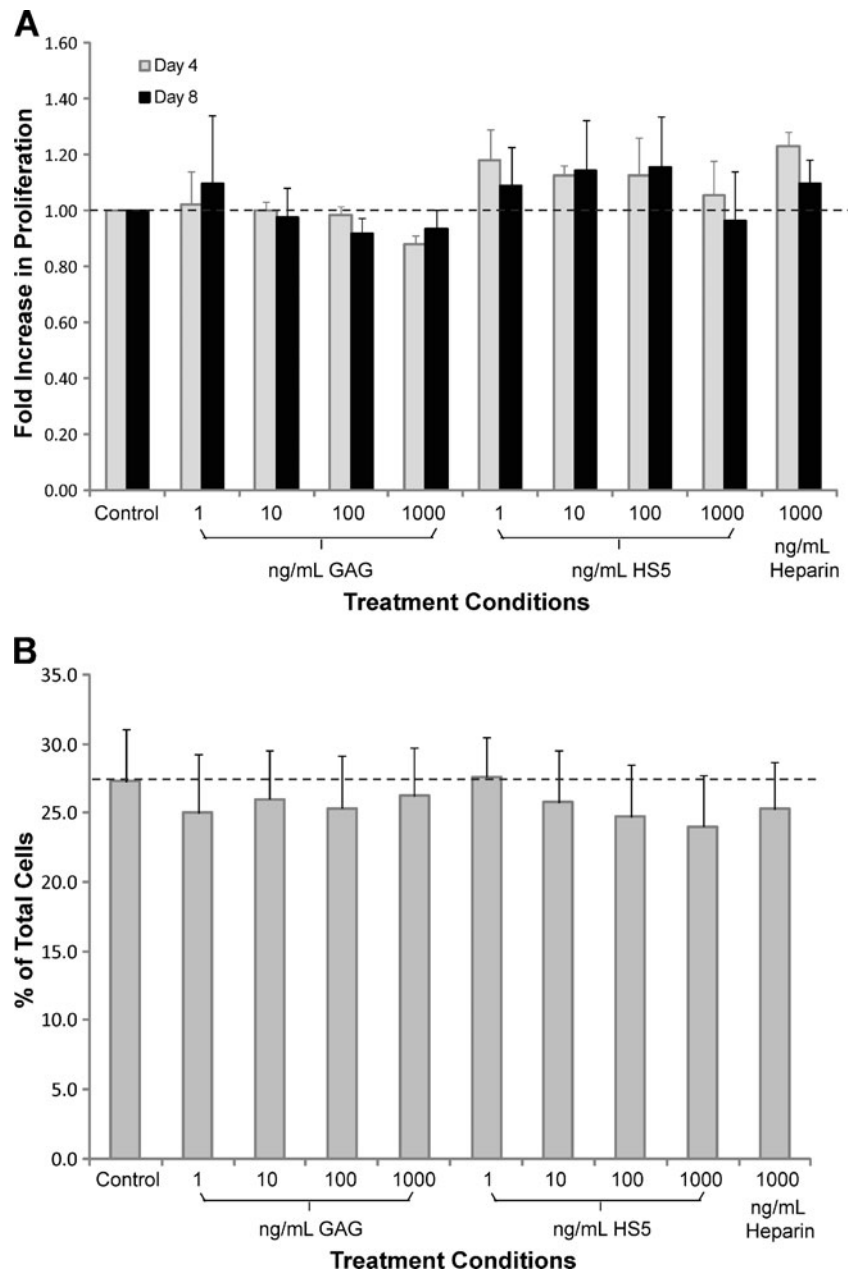 A
1.60
1.40
1.20
1.00
0.80
0.60
0.40
0.20
0.00
Fold Increase in Proliferation
Day 4
Day 8
Control 1 10 100 1000 1 10 100 1000 1000
ng/mL GAG ng/mL HS5 ng/mL
Heparin
Treatment Conditions
B
35.0
30.0
25.0
20.0
15.0
10.0
5.0
0.0
% of Total Cells
Control 1 10 100 1000 1 10 100 1000 1000
ng/mL GAG ng/mL HS5 ng/mL
Heparin
Treatment Conditions